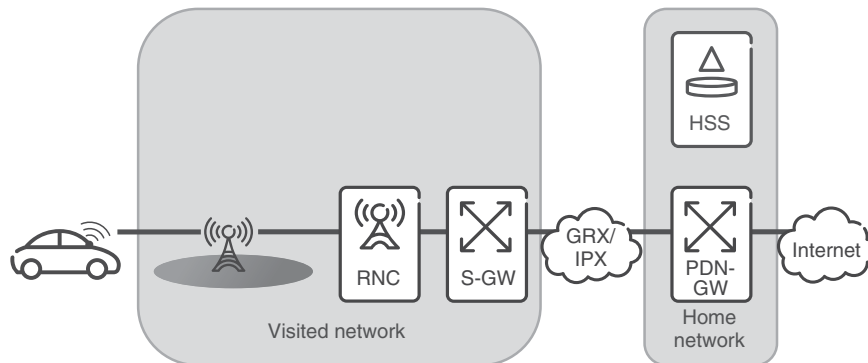 HSS
RNC
S-GW
GRX/
IPX
PDN-
GW
Internet
Visited network
Home
network